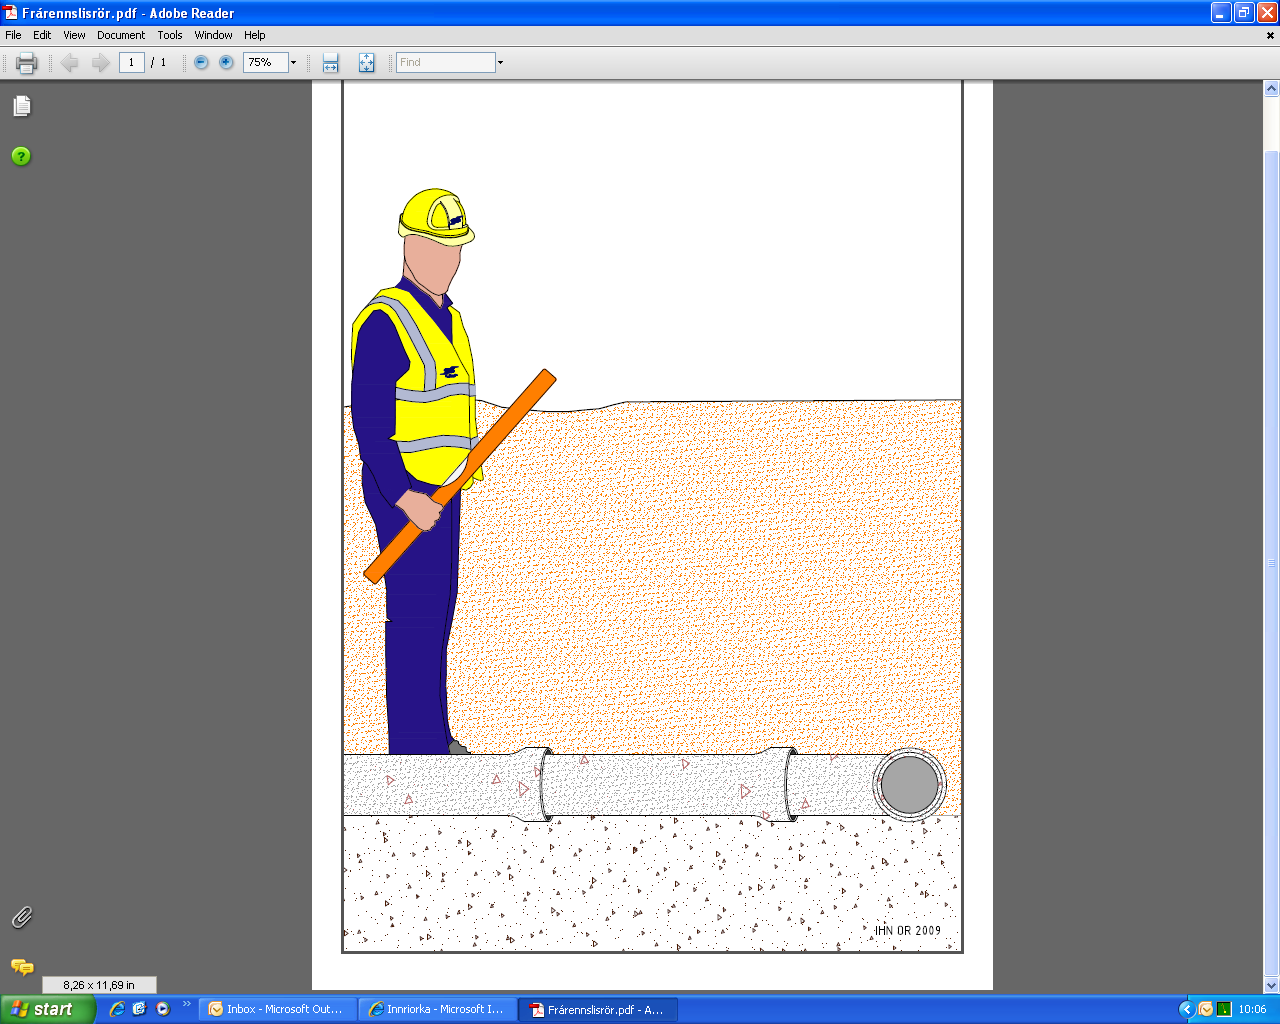 Frárennslisrör.pdf - Adobe Reader
File Edit View Document Tools Window Help
1 / 1 75% Find
IHN OR 2009
8,26 x 11,69 in
start Inbox - Microsoft Out... Innriorka - Microsoft I... Frárennslisrör.pdf - A... 10:06